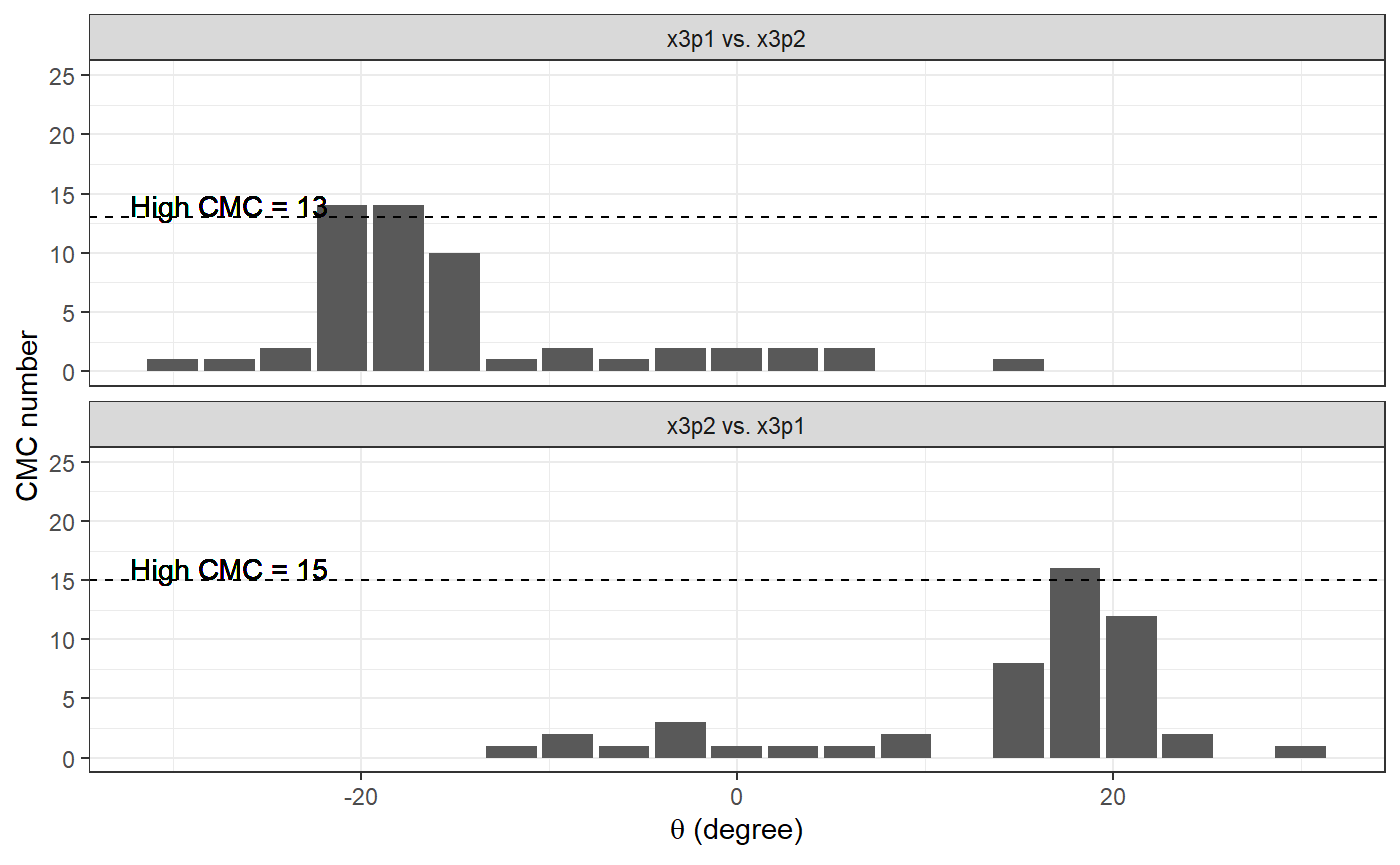 x3p1 vs. x3p2
25
20
15
10
5
0
High CMC = 13
x3p2 vs. x3p1
25
20
15
10
5
0
High CMC = 15
-20 0 20
θ (degree)
CMC number